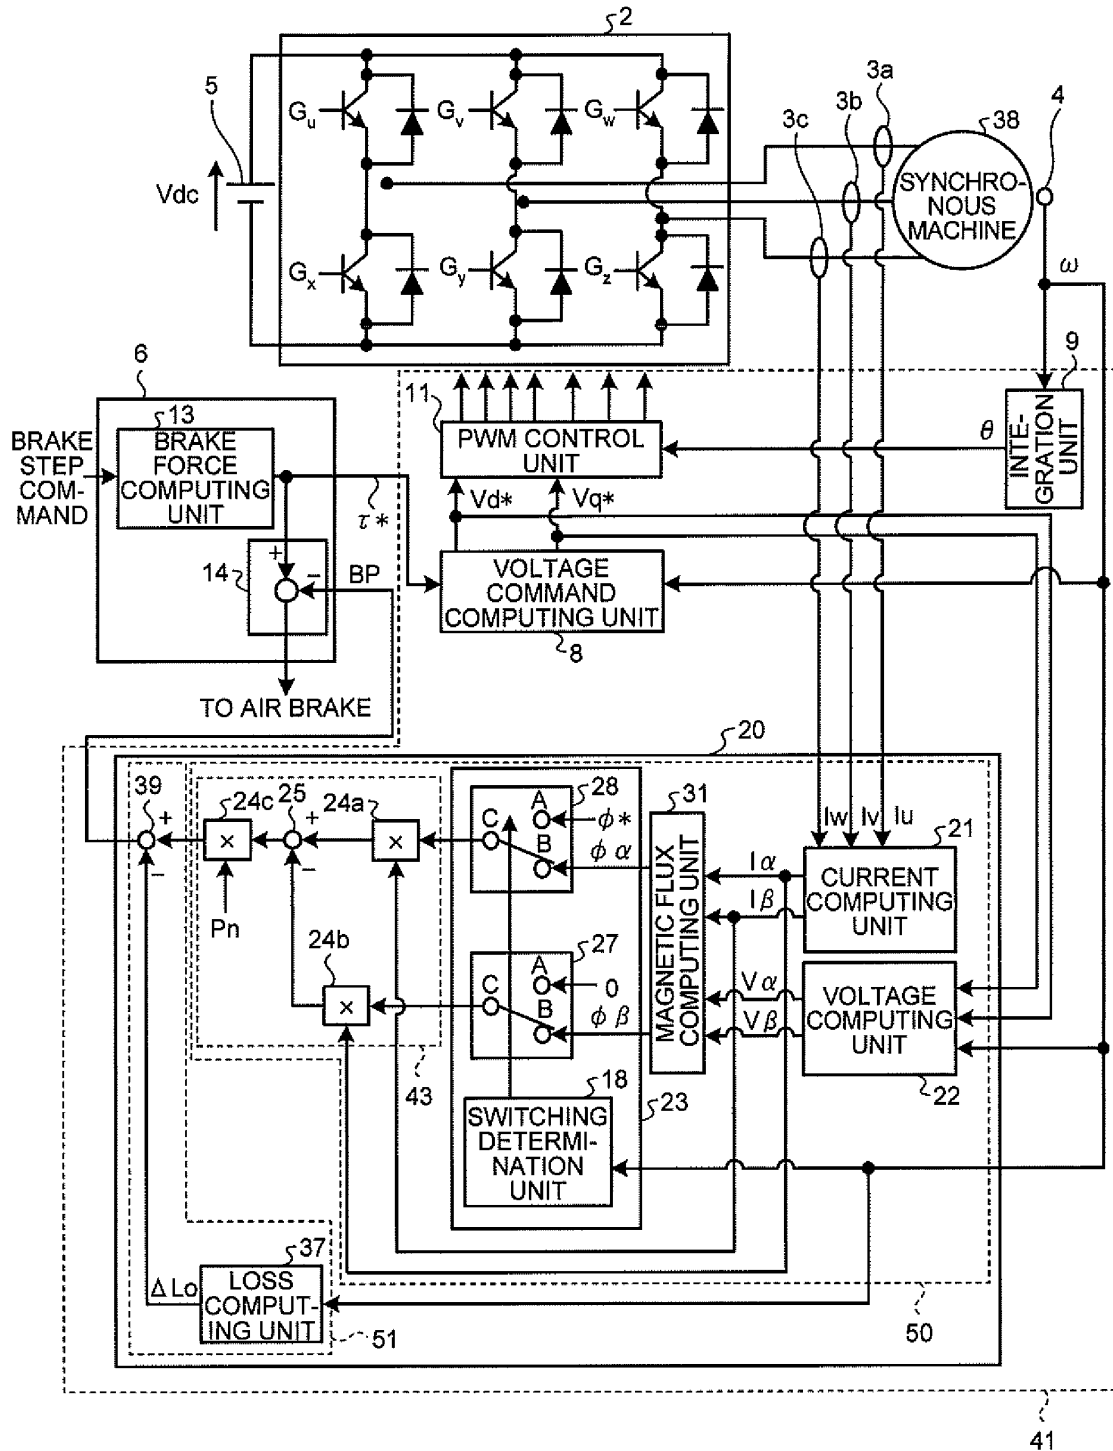 2
5
Vdc
Gu
Gv
Gw
Gx
Gy
Gz
3a
3b
3c
38
4
SYNCHRO-
NOUS
MACHINE
ω
6
13
BRAKE
STEP
COM-
MAND
BRAKE
FORCE
COMPUTING
UNIT
τ*
14
+
−
BP
TO AIR BRAKE
11
PWM CONTROL
UNIT
θ
9
INTE-
GRATION
UNIT
Vd*
Vq*
VOLTAGE
COMMAND
COMPUTING UNIT
8
20
39
+
−
24c
×
Pn
25
+
−
24a
×
24b
×
43
28
A
C
B
φ*
φα
27
A
C
B
0
φβ
18
SWITCHING
DETERMI-
NATION
UNIT
23
31
MAGNETIC FLUX
COMPUTING UNIT
Iw
Iv
Iu
21
Iα
Iβ
CURRENT
COMPUTING
UNIT
Vα
Vβ
VOLTAGE
COMPUTING
UNIT
22
37
ΔLo
LOSS
COMPUT-
ING UNIT
51
50
41